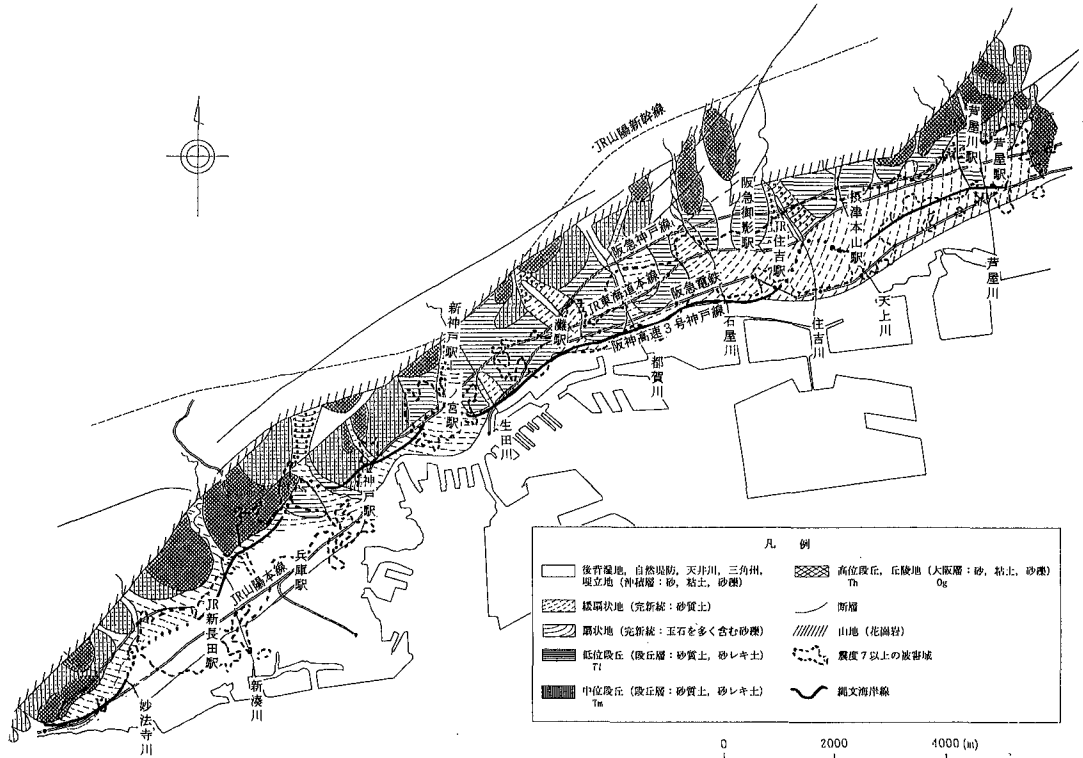 JR山陽新幹線
芦屋川駅
芦屋駅
阪急御影駅
摂津本山駅
JR住吉駅
阪急神戸線
JR東海道本線
阪急電鉄
阪神高速3号神戸線
新神戸駅
灘駅
三ノ宮駅
芦屋川
天上川
住吉川
石屋川
都賀川
生田川
神戸駅
兵庫駅
JR山陽本線
JR新長田駅
新湊川
妙法寺川
凡 例
後背湿地, 自然堤防, 天井川, 三角州,
埋立地 (沖積層:砂, 粘土, 砂礫)
緩扇状地 (完新統:砂質土)
扇状地 (完新統:玉石を多く含む砂礫)
低位段丘 (段丘層:砂質土, 砂レキ土)
Tl
中位段丘 (段丘層:砂質土, 砂レキ土)
Tm
高位段丘, 丘陵地 (大阪層:砂, 粘土, 砂礫)
Th Og
断層
山地 (花崗岩)
震度7以上の被害域
縄文海岸線
0 2000 4000 (m)